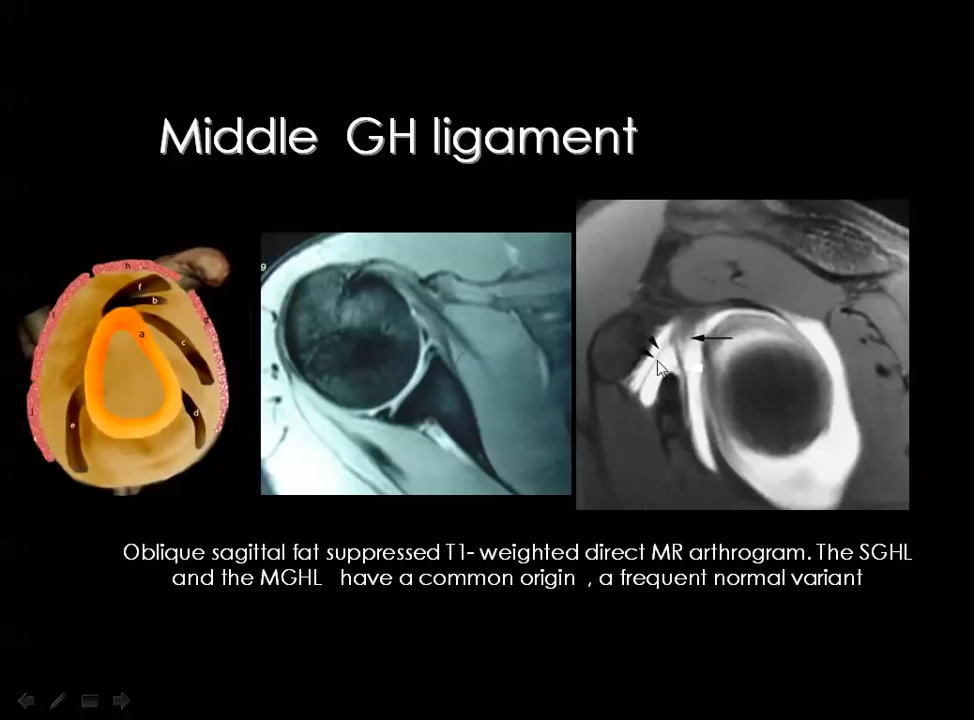 Middle GH ligament
9
h
f
b
g
a
c
d
e
j
Oblique sagittal fat suppressed T1- weighted direct MR arthrogram. The SGHL
and the MGHL have a common origin , a frequent normal variant